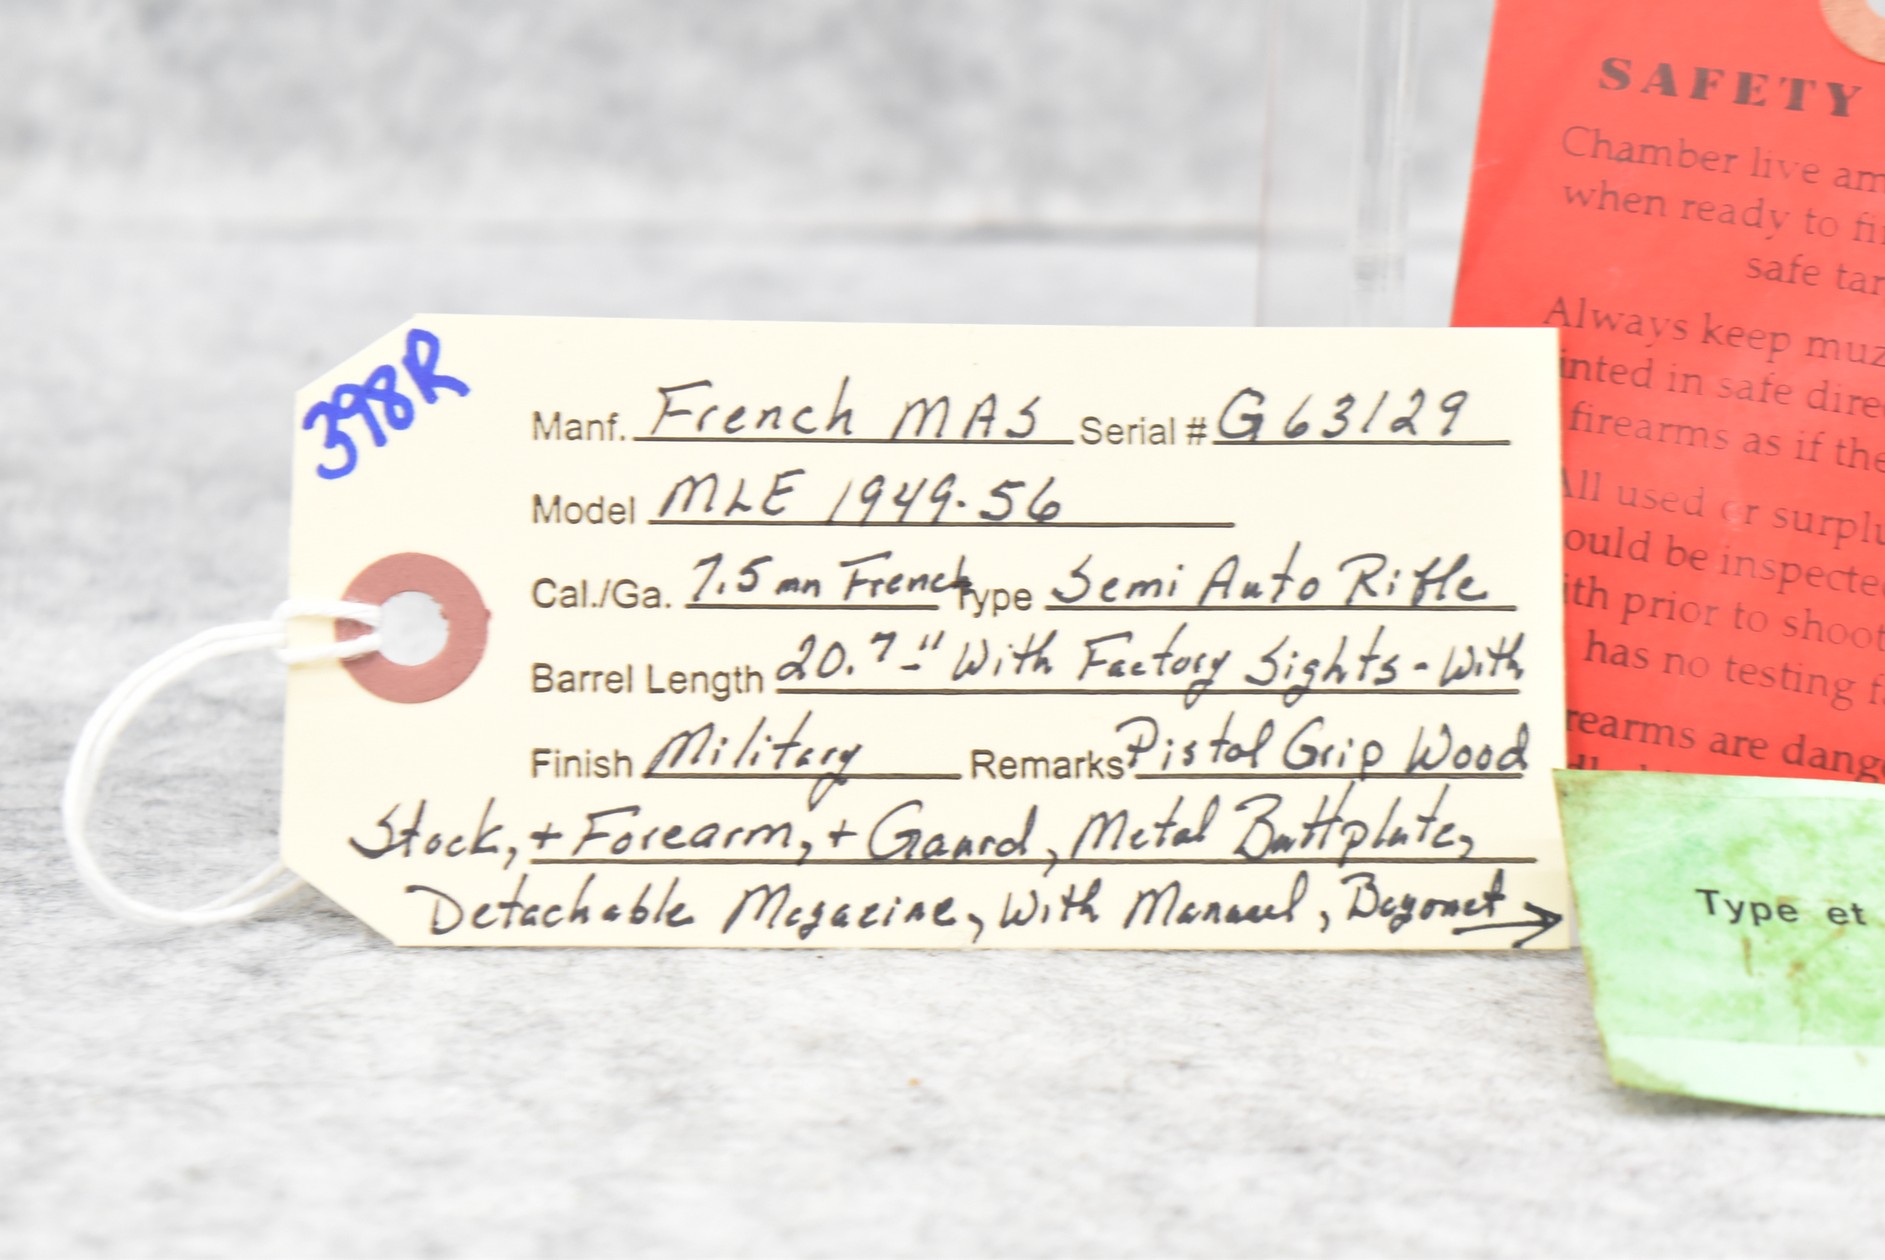 398R
Manf. French MAS Serial # G63129
Model MLE 1949-56
Cal./Ga. 7.5 mm French Type Semi Auto Rifle
Barrel Length 20.7-" With Factory Sights - With
Finish Military Remarks Pistol Grip Wood
Stock, + Forearm, + Gaurd, Metal Buttplate,
Detachable Magazine, With Manuel, Bayonet →
SAFETY
Chamber live am
when ready to fi
safe tar
Always keep muz
inted in safe dire
firearms as if the
All used or surplu
ould be inspecte
ith prior to shoot
has no testing f
rearms are dang
Type et